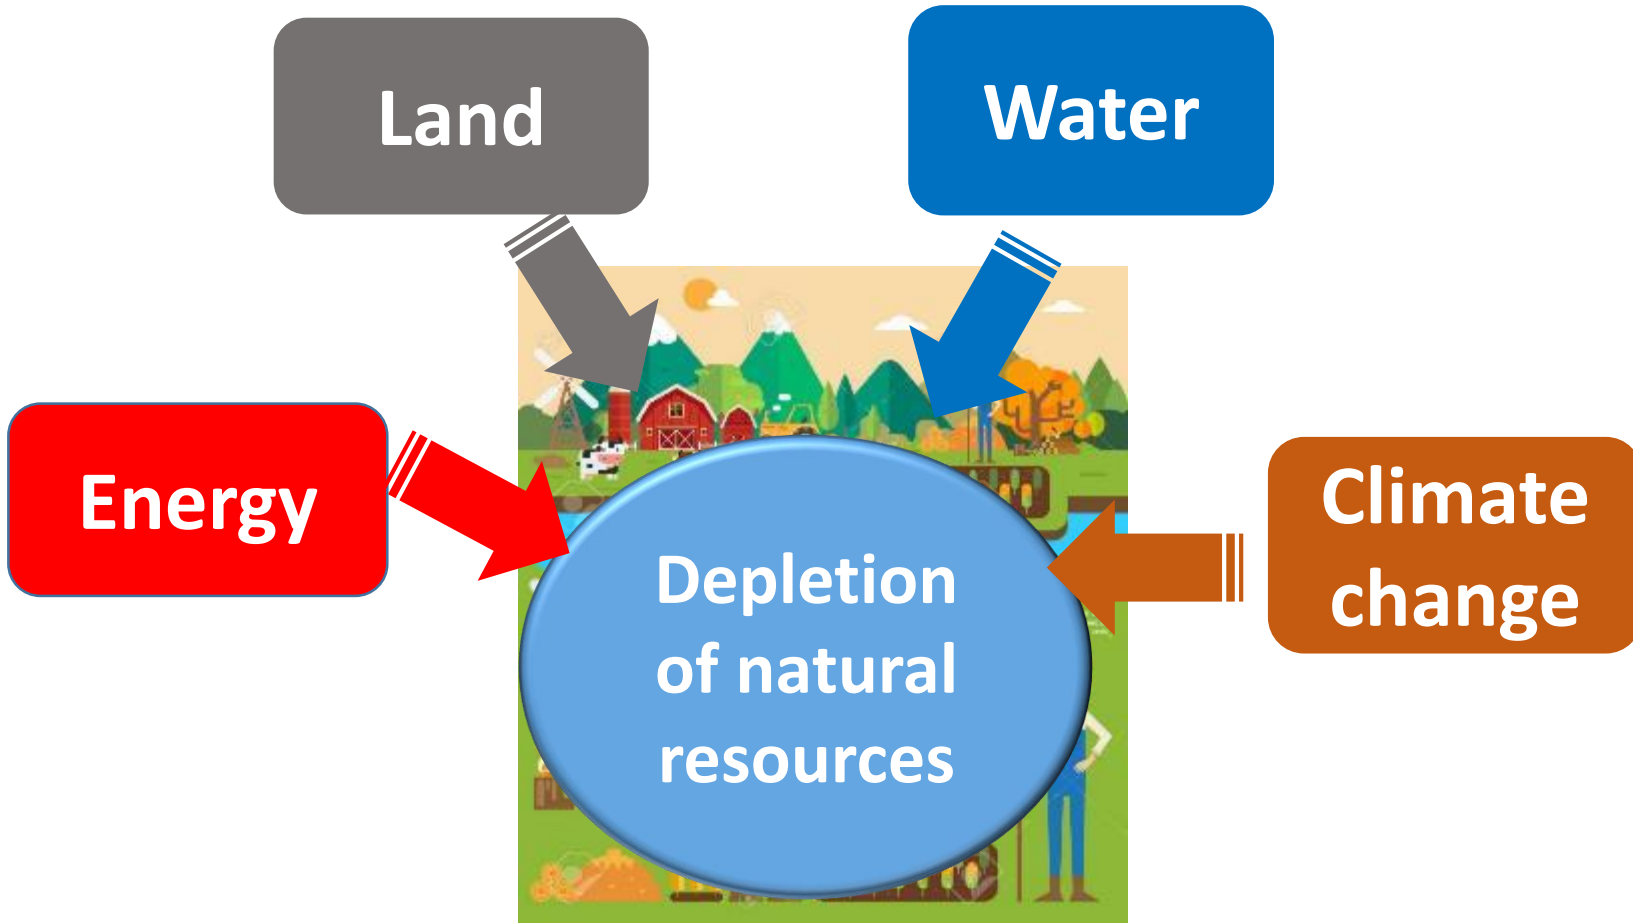 Land
Water
Energy
Climate
change
Depletion
of natural
resources